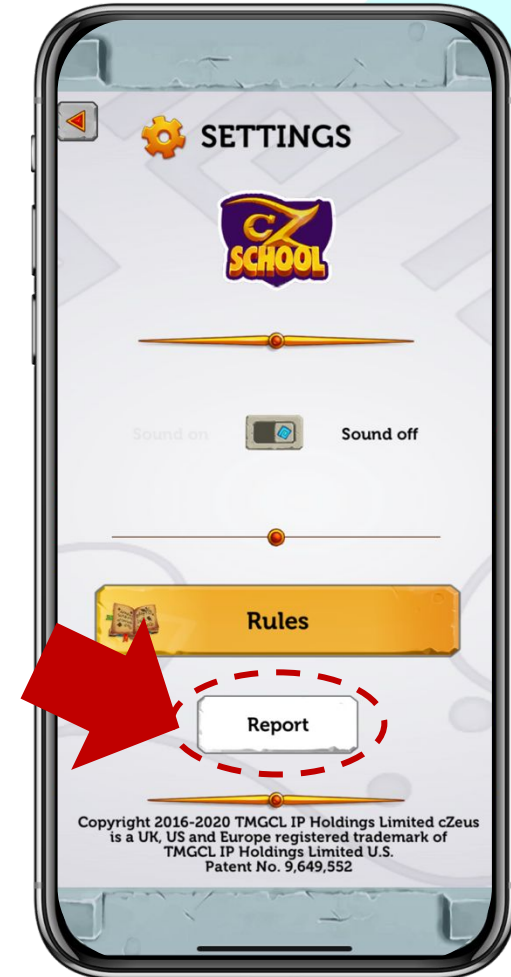 SETTINGS
cZ
SCHOOL
Sound on Sound off
Rules
Report
Copyright 2016-2020 TMGCL IP Holdings Limited cZeus
is a UK, US and Europe registered trademark of
TMGCL IP Holdings Limited U.S.
Patent No. 9,649,552